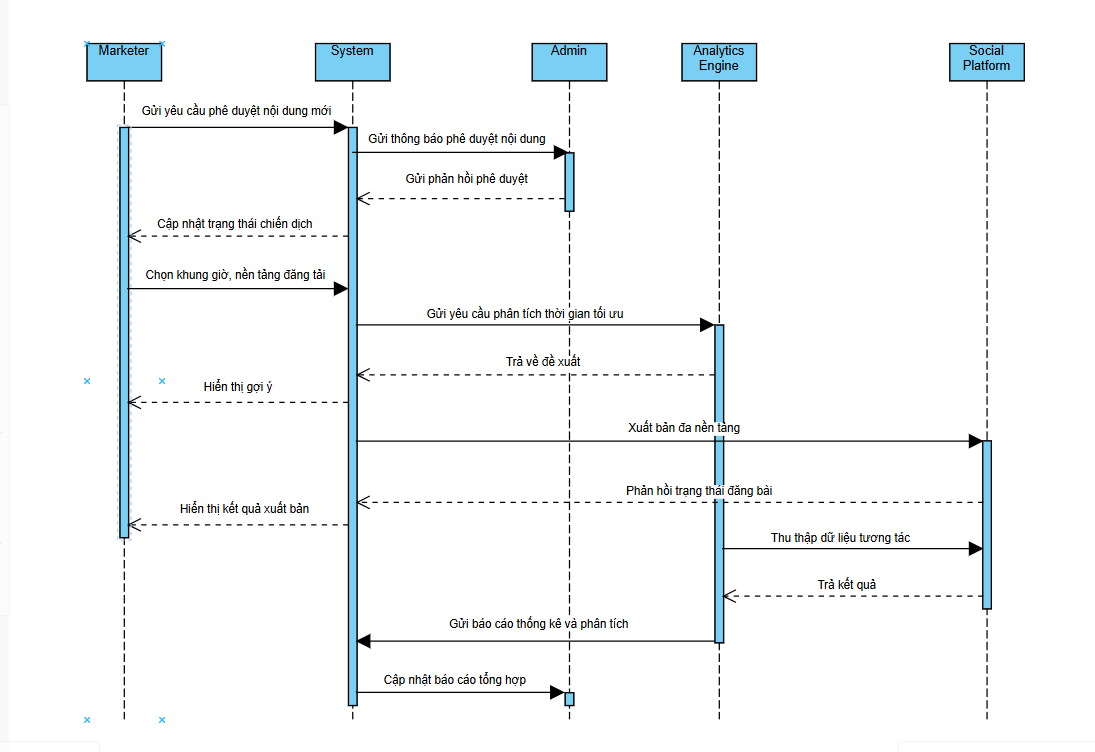 Marketer
System
Admin
Analytics
Engine
Social
Platform
Gửi yêu cầu phê duyệt nội dung mới
Gửi thông báo phê duyệt nội dung
Gửi phản hồi phê duyệt
Cập nhật trạng thái chiến dịch
Chọn khung giờ, nền tảng đăng tải
Gửi yêu cầu phân tích thời gian tối ưu
Trả về đề xuất
Hiển thị gợi ý
Xuất bản đa nền tảng
Phản hồi trạng thái đăng bài
Hiển thị kết quả xuất bản
Thu thập dữ liệu tương tác
Trả kết quả
Gửi báo cáo thống kê và phân tích
Cập nhật báo cáo tổng hợp